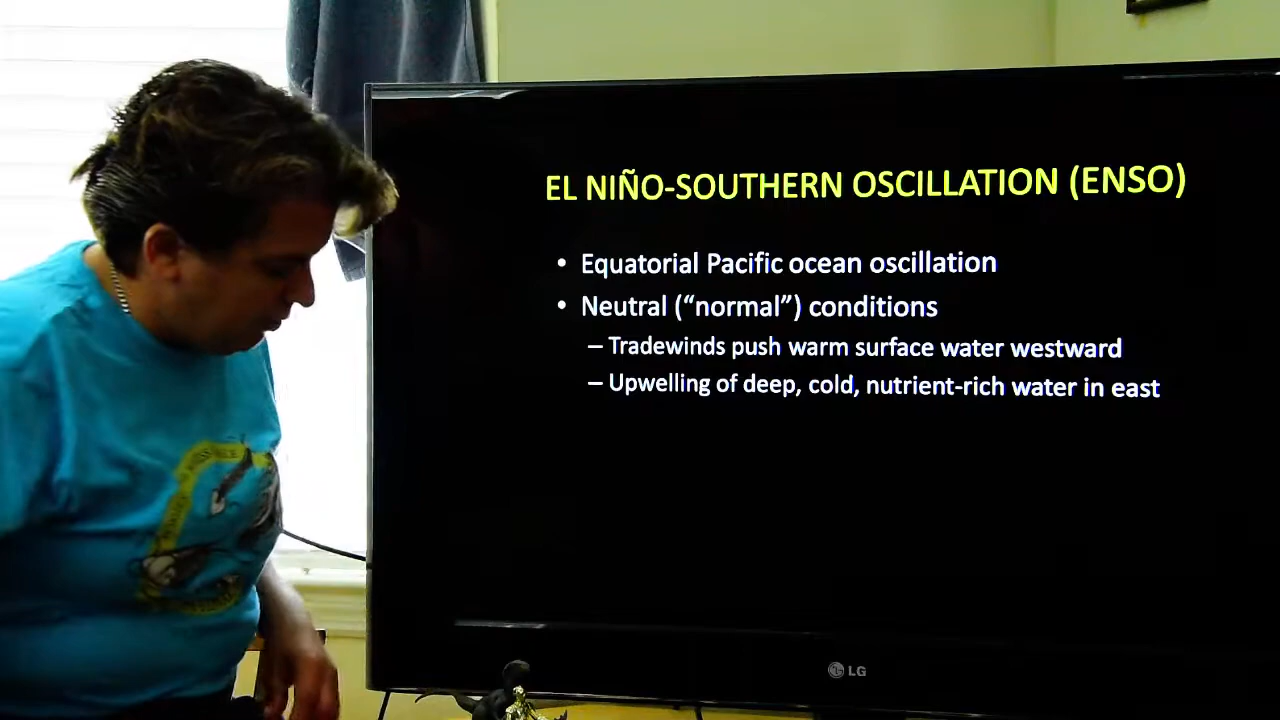 EL NIÑO-SOUTHERN OSCILLATION (ENSO)
• Equatorial Pacific ocean oscillation
• Neutral (“normal”) conditions
– Tradewinds push warm surface water westward
– Upwelling of deep, cold, nutrient-rich water in east
LG